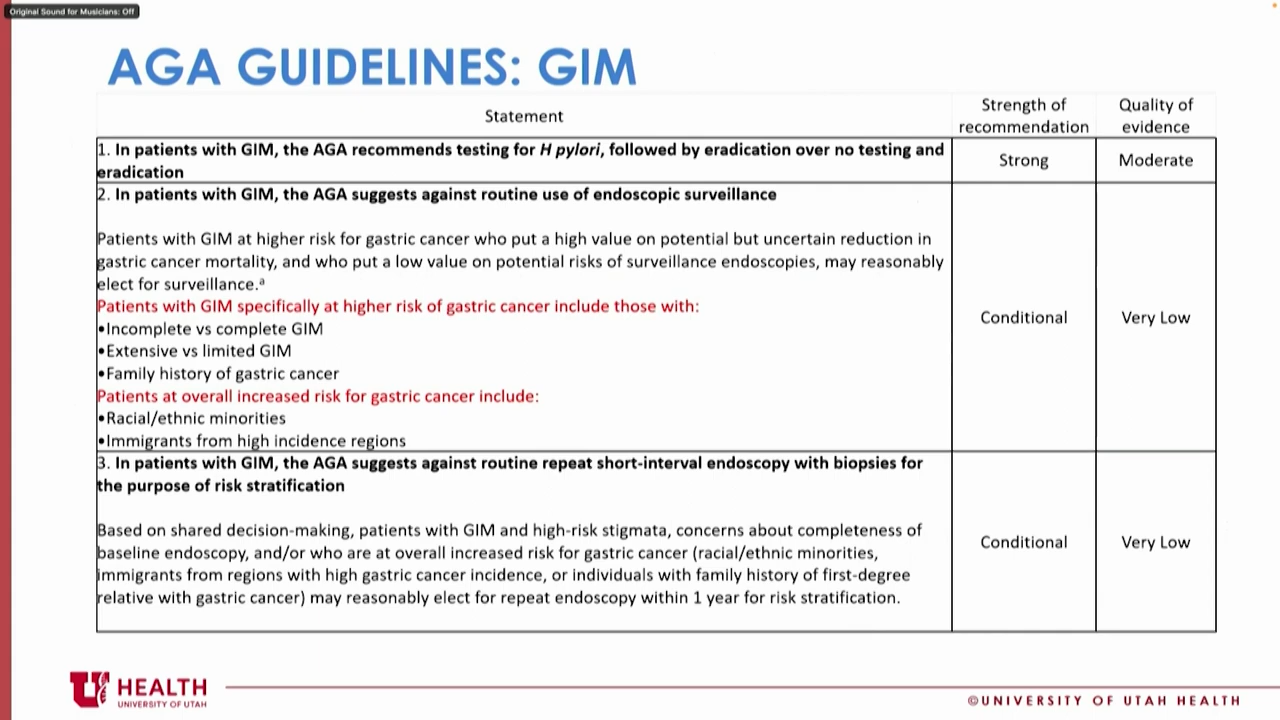 Original Sound for Musicians: Off
AGA GUIDELINES: GIM
Statement
Strength of
recommendation
Quality of
evidence
1. In patients with GIM, the AGA recommends testing for H pylori, followed by eradication over no testing and
eradication
Strong
Moderate
2. In patients with GIM, the AGA suggests against routine use of endoscopic surveillance
Patients with GIM at higher risk for gastric cancer who put a high value on potential but uncertain reduction in
gastric cancer mortality, and who put a low value on potential risks of surveillance endoscopies, may reasonably
elect for surveillance.ª
Patients with GIM specifically at higher risk of gastric cancer include those with:
•Incomplete vs complete GIM
•Extensive vs limited GIM
•Family history of gastric cancer
Patients at overall increased risk for gastric cancer include:
•Racial/ethnic minorities
•Immigrants from high incidence regions
Conditional
Very Low
3. In patients with GIM, the AGA suggests against routine repeat short-interval endoscopy with biopsies for
the purpose of risk stratification
Based on shared decision-making, patients with GIM and high-risk stigmata, concerns about completeness of
baseline endoscopy, and/or who are at overall increased risk for gastric cancer (racial/ethnic minorities,
immigrants from regions with high gastric cancer incidence, or individuals with family history of first-degree
relative with gastric cancer) may reasonably elect for repeat endoscopy within 1 year for risk stratification.
Conditional
Very Low
U HEALTH
UNIVERSITY OF UTAH
©UNIVERSITY OF UTAH HEALTH